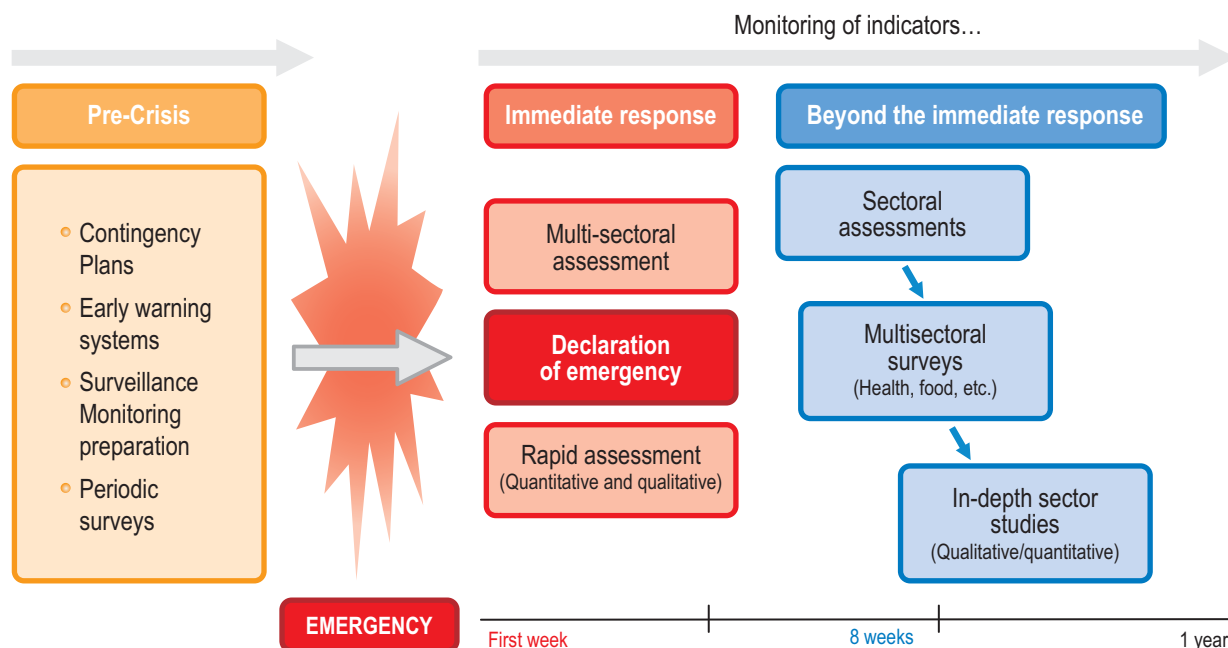 Monitoring of indicators…
Pre-Crisis
Contingency
Plans
Early warning
systems
Surveillance
Monitoring
preparation
Periodic
surveys
EMERGENCY
Immediate response
Multi-sectoral
assessment
Declaration
of emergency
Rapid assessment
(Quantitative and qualitative)
Beyond the immediate response
Sectoral
assessments
Multisectoral
surveys
(Health, food, etc.)
In-depth sector
studies
(Qualitative/quantitative)
First week
8 weeks
1 year